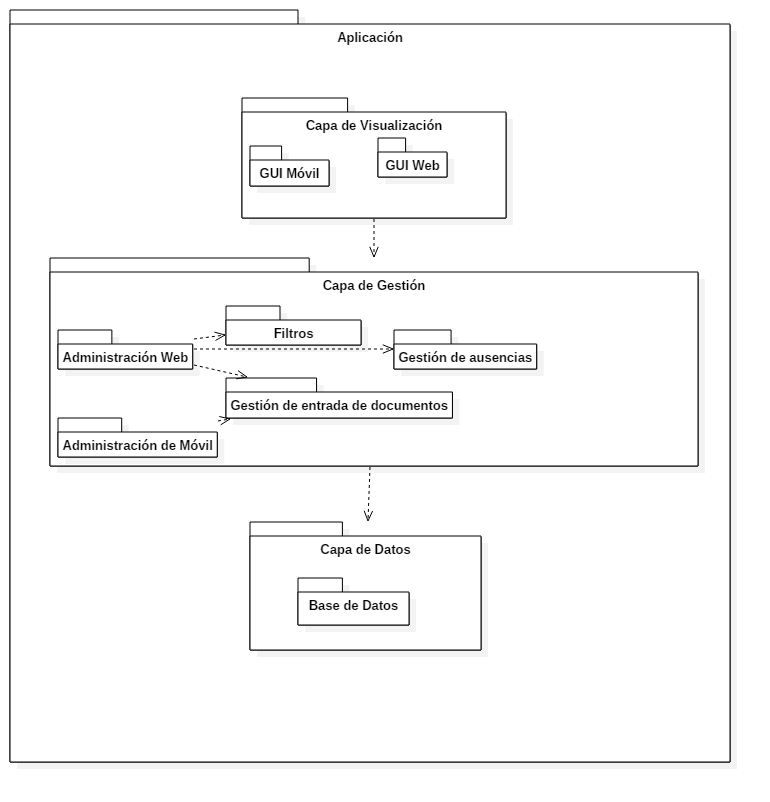 Aplicación
Capa de Visualización
GUI Móvil
GUI Web
Capa de Gestión
Filtros
Administración Web
Gestión de ausencias
Gestión de entrada de documentos
Administración de Móvil
Capa de Datos
Base de Datos